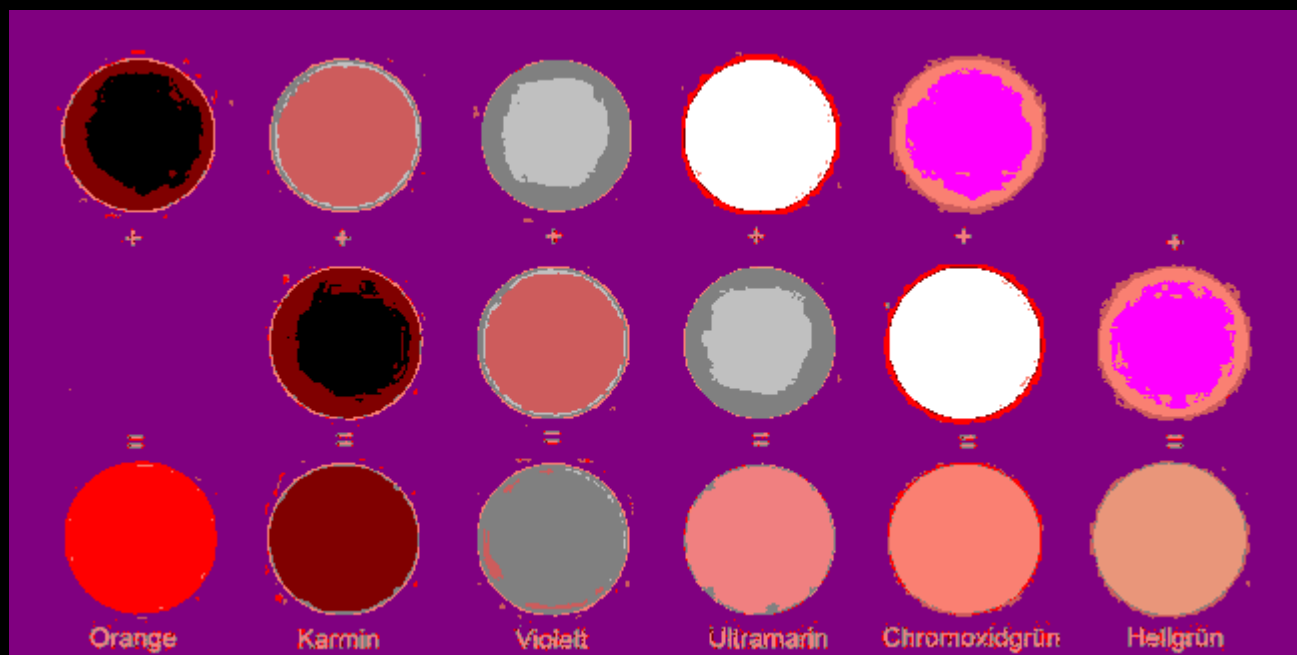 + + + + + +
= = = = = =
Orange Karmin Violett Ultramarin Chromoxidgrün Hellgrün